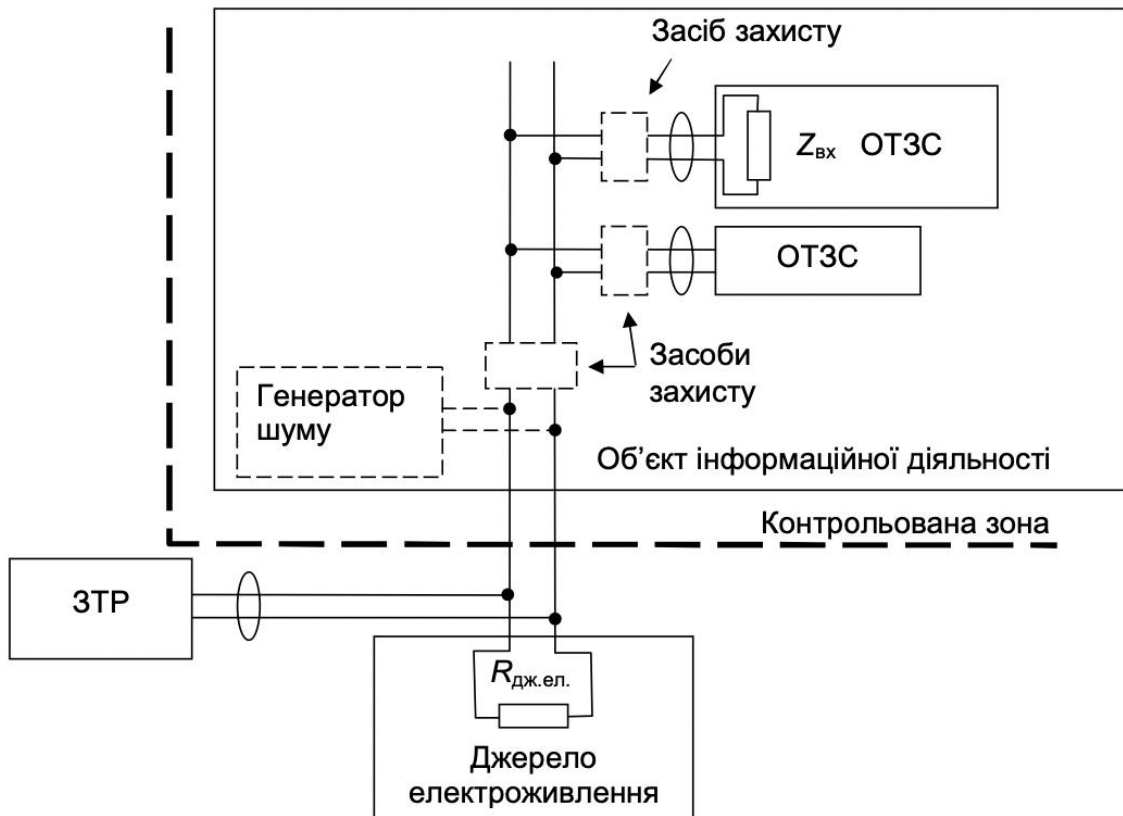 Засіб захисту
Zвх ОТЗС
ОТЗС
Засоби
захисту
Генератор
шуму
Об’єкт інформаційної діяльності
Контрольована зона
ЗТР
Rдж.ел.
Джерело
електроживлення